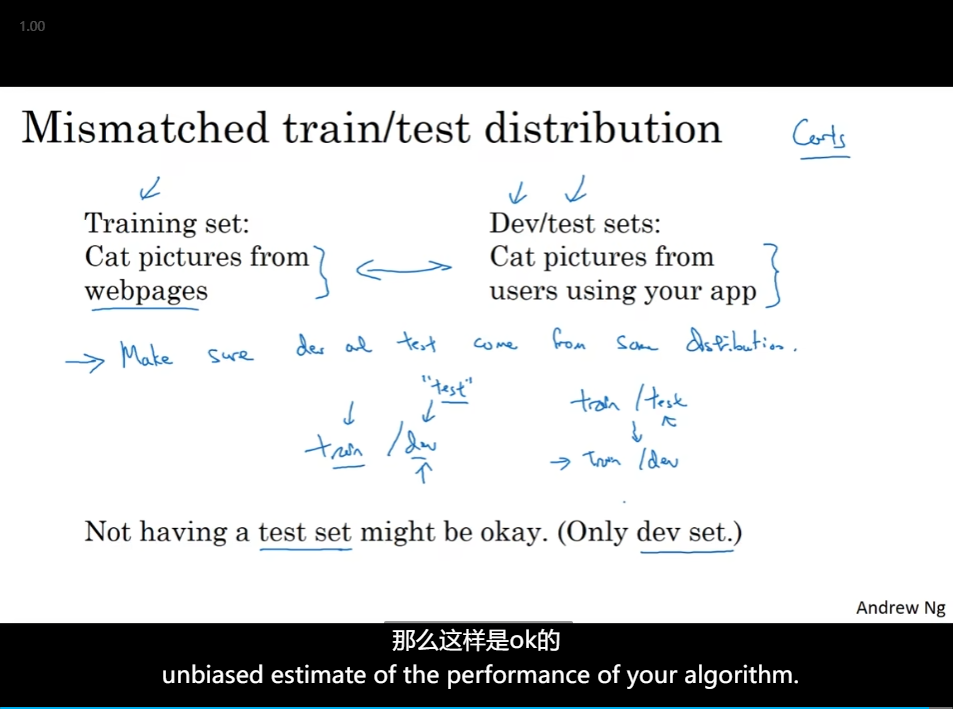 1.00
Mismatched train/test distribution
Cats
Training set:
Cat pictures from
webpages
Dev/test sets:
Cat pictures from
users using your app
→ Make sure dev and test come from same distribution.
"test"
train / dev
train / test
→ Train / dev
Not having a test set might be okay. (Only dev set.)
Andrew Ng
那么这样是ok的
unbiased estimate of the performance of your algorithm.